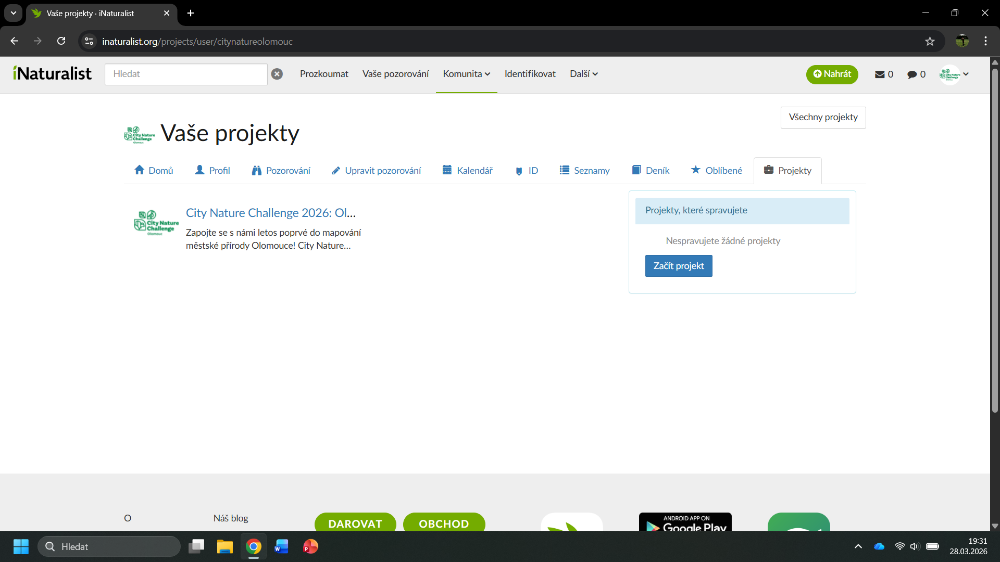 Vaše projekty · iNaturalist
inaturalist.org/projects/user/citynatureolomouc
iNaturalist
Hledat
Prozkoumat
Vaše pozorování
Komunita
Identifikovat
Další
Nahrát
0
0
Všechny projekty
City Nature
Challenge
Olomouc
Vaše projekty
Domů
Profil
Pozorování
Upravit pozorování
Kalendář
ID
Seznamy
Deník
Oblíbené
Projekty
City Nature
Challenge
Olomouc
City Nature Challenge 2026: Ol...
Zapojte se s námi letos poprvé do mapování
městské přírody Olomouce! City Nature...
Projekty, které spravujete
Nespravujete žádné projekty
Začít projekt
O
Náš blog
DAROVAT
OBCHOD
ANDROID APP ON
Google Play
Hledat
19:31
28.03.2026